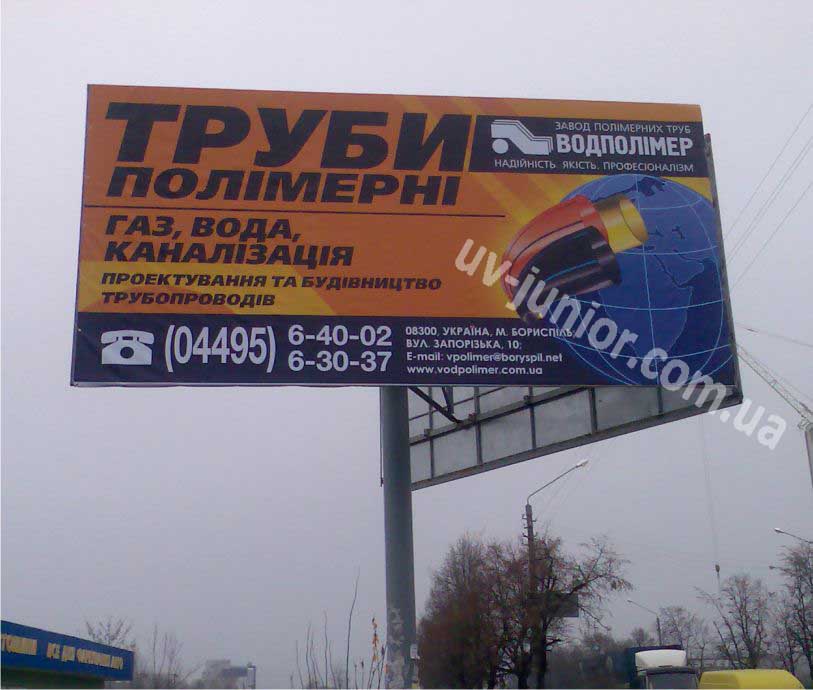 ТРУБИ
ПОЛІМЕРНІ
ГАЗ, ВОДА,
КАНАЛІЗАЦІЯ
ПРОЕКТУВАННЯ ТА БУДІВНИЦТВО
ТРУБОПРОВОДІВ
ЗАВОД ПОЛІМЕРНИХ ТРУБ
ВОДПОЛІМЕР
НАДІЙНІСТЬ. ЯКІСТЬ. ПРОФЕСІОНАЛІЗМ
(04495) 6-40-02
6-30-37
08300, УКРАЇНА, М. БОРИСПІЛЬ,
ВУЛ. ЗАПОРІЗЬКА, 10;
E-mail: vpolimer@boryspil.net
www.vodpolimer.com.ua
uv-junior.com.ua
ВСЕ ДЛЯ